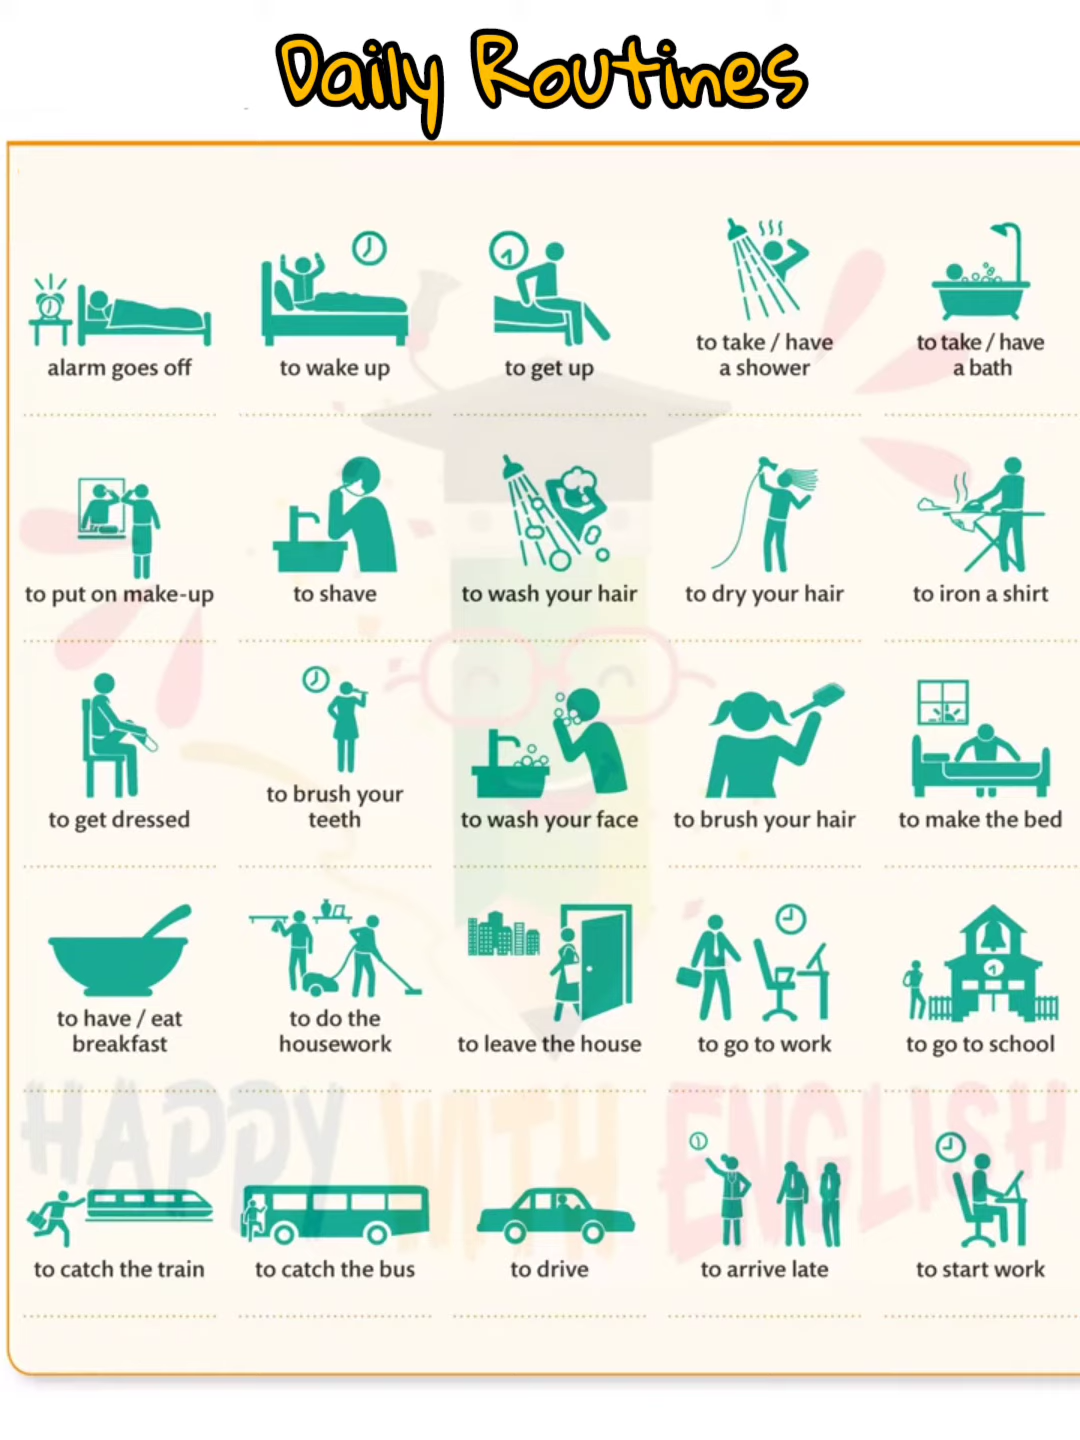 Daily Routines
alarm goes off
to wake up
to get up
to take / have
a shower
to take / have
a bath
to put on make-up
to shave
to wash your hair
to dry your hair
to iron a shirt
to get dressed
to brush your
teeth
to wash your face
to brush your hair
to make the bed
to have / eat
breakfast
to do the
housework
to leave the house
to go to work
to go to school
HAPPY WITH ENGLISH
to catch the train
to catch the bus
to drive
to arrive late
to start work